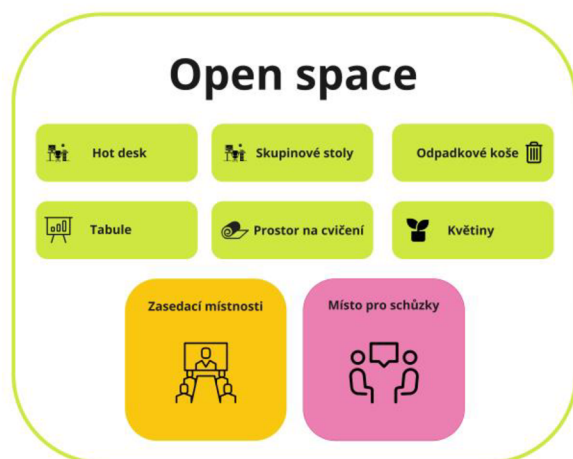 Open space
Hot desk
Skupinové stoly
Odpadkové koše
Tabule
Prostor na cvičení
Květiny
Zasedací místnosti
Místo pro schůzky